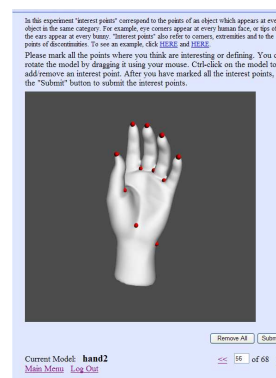 In this experiment "interest points" correspond to the points of an object which appears at eve
object in the same category. For example, eye corners appear at every human face, or tips of
the ears appear at every bunny. "Interest points" also refer to corners, extremities and to the
points of discontinuities. To see an example, click HERE and HERE.
Please mark all the points where you think are interesting or defining. You c
rotate the model by dragging it using your mouse. Ctrl-click on the model to
add/remove an interest point. After you have marked all the interest points,
the "Submit" button to submit the interest points.
Remove All Subm
Current Model: hand2 << 56 of 68
Main Menu Log Out